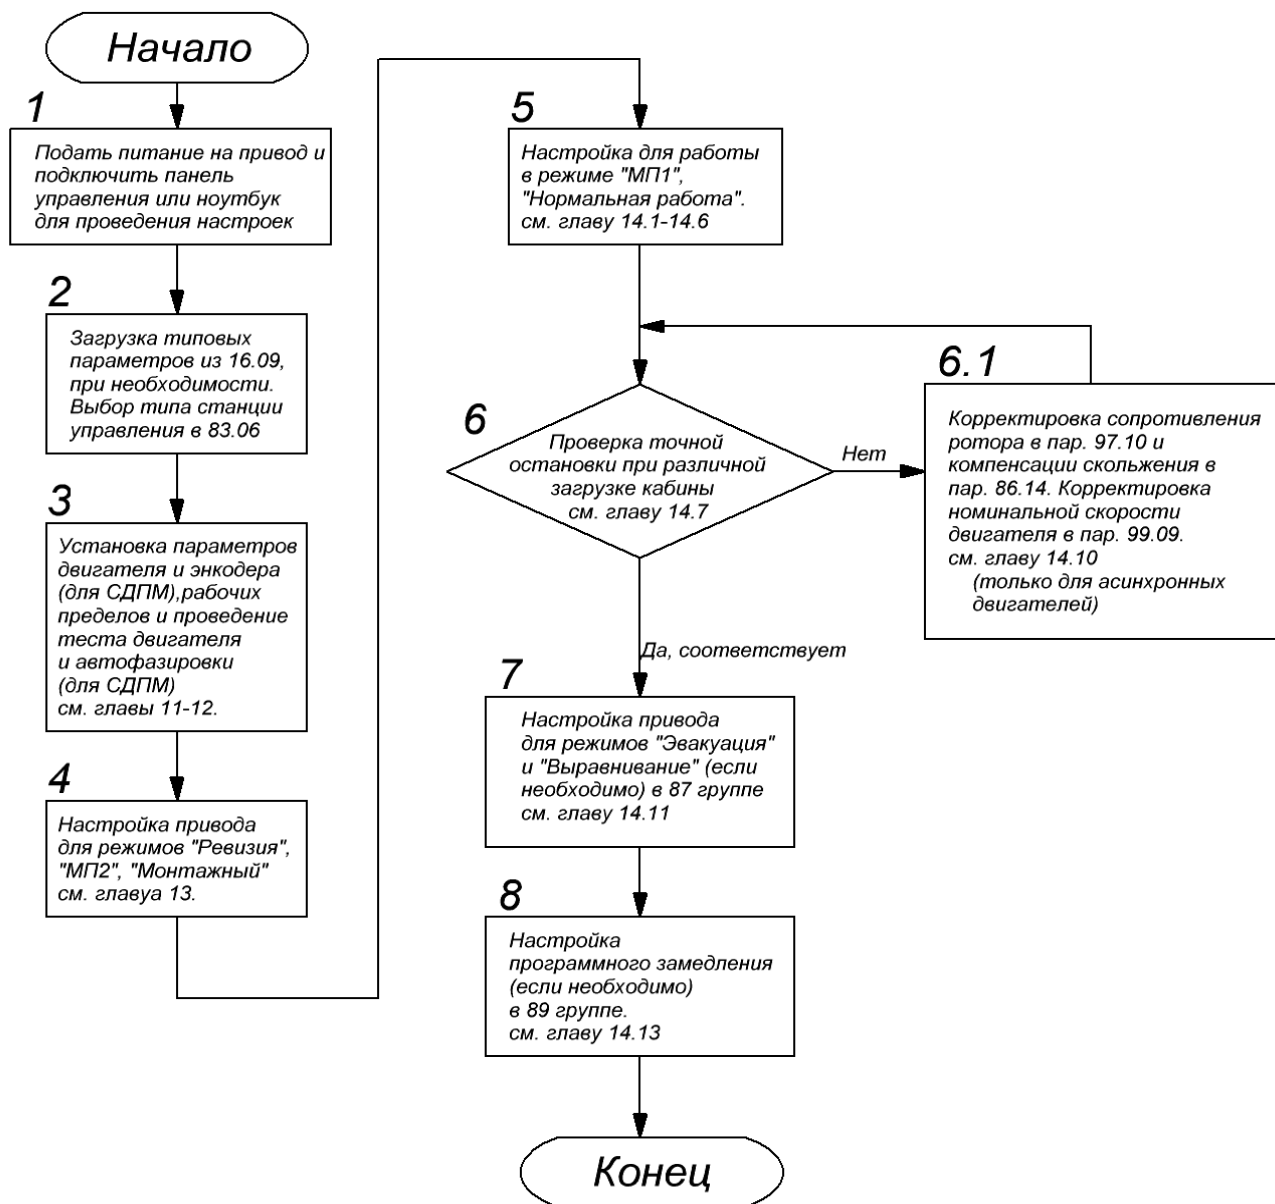 Начало
1
Подать питание на привод и
подключить панель
управления или ноутбук
для проведения настроек
2
Загрузка типовых
параметров из 16.09,
при необходимости.
Выбор типа станции
управления в 83.06
3
Установка параметров
двигателя и энкодера
(для СДПМ),рабочих
пределов и проведение
теста двигателя
и автофазировки
(для СДПМ)
см. главы 11-12.
4
Настройка привода
для режимов "Ревизия",
"МП2", "Монтажный"
см. главуа 13.
5
Настройка для работы
в режиме "МП1",
"Нормальная работа".
см. главу 14.1-14.6
6
Проверка точной
остановки при различной
загрузке кабины
см. главу 14.7
Нет
6.1
Корректировка сопротивления
ротора в пар. 97.10 и
компенсации скольжения в
пар. 86.14. Корректировка
номинальной скорости
двигателя в пар. 99.09.
см. главу 14.10
(только для асинхронных
двигателей)
Да, соответствует
7
Настройка привода
для режимов "Эвакуация"
и "Выравнивание" (если
необходимо) в 87 группе
см. главу 14.11
8
Настройка
программного замедления
(если необходимо)
в 89 группе.
см. главу 14.13
Конец